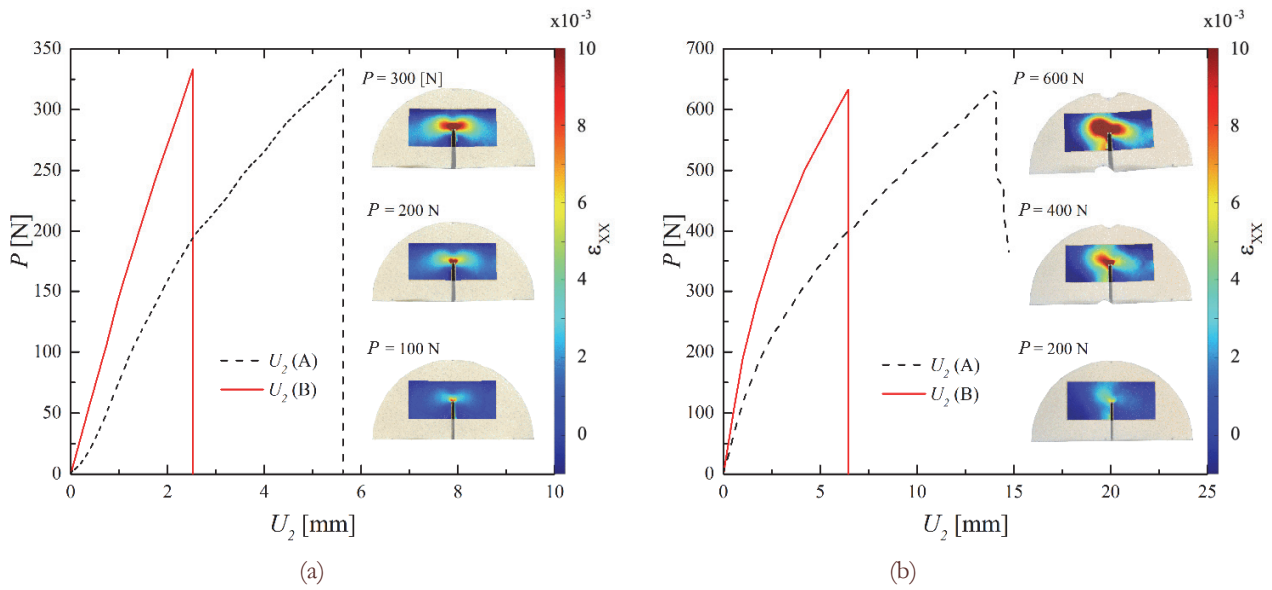 x10-3
x10-3
350
300
250
200
150
100
50
0
P [N]
P = 300 [N]
P = 200 N
P = 100 N
U2 (A)
U2 (B)
0 2 4 6 8 10
U2 [mm]
10
8
6
4
2
0
εXX
(a)
700
600
500
400
300
200
100
0
P [N]
P = 600 N
P = 400 N
P = 200 N
U2 (A)
U2 (B)
0 5 10 15 20 25
U2 [mm]
10
8
6
4
2
0
εXX
(b)